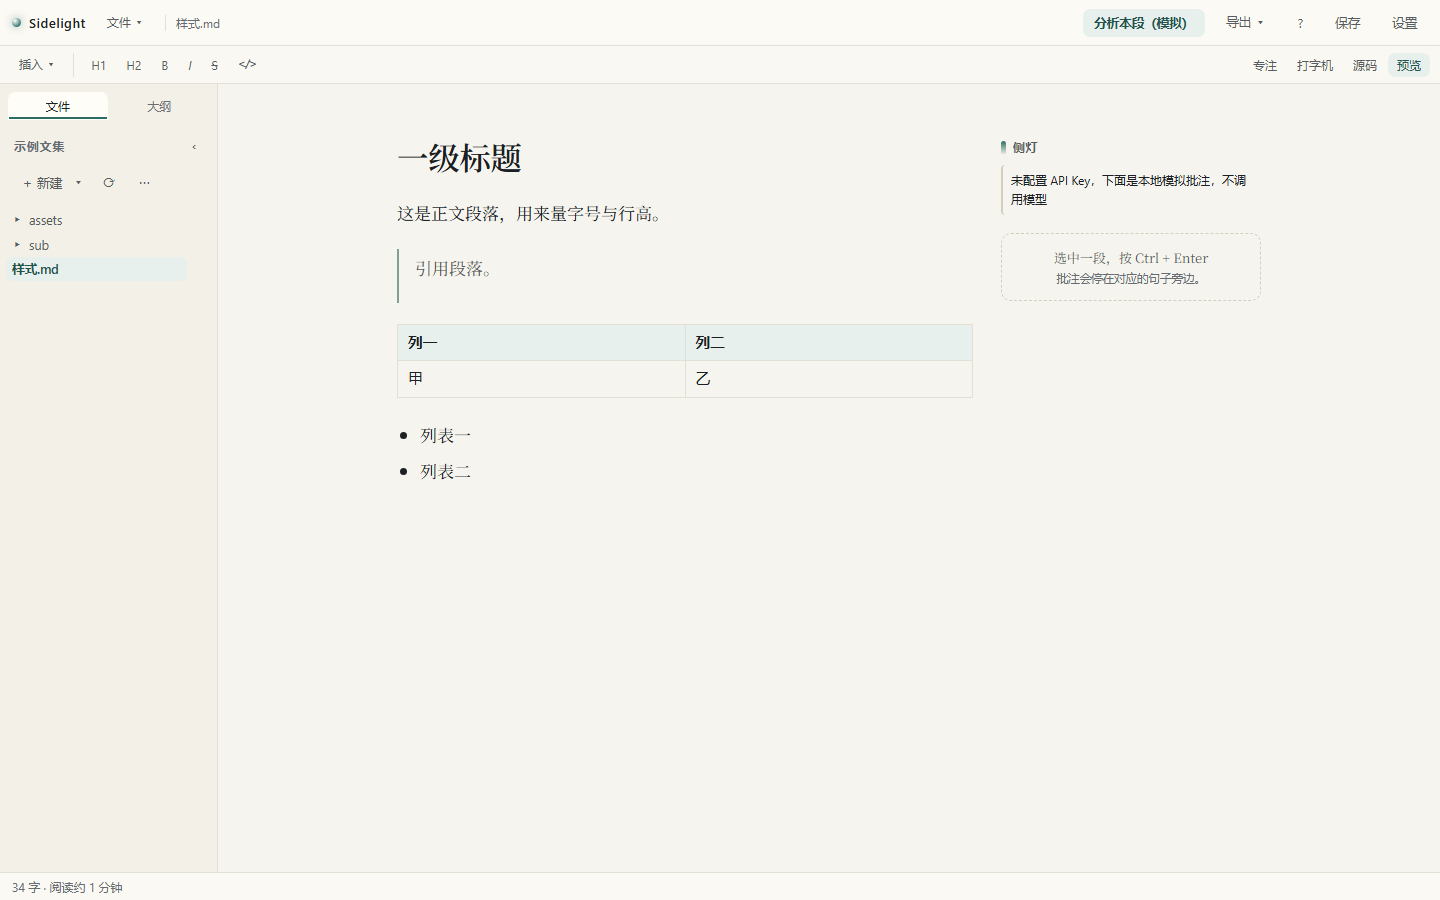 Sidelight 文件 ▾ 样式.md 分析本段（模拟） 导出 ▾ ? 保存 设置
插入 ▾ H1 H2 B I S </> 专注 打字机 源码 预览
文件 大纲
示例文集 ‹
+ 新建 ▾ ⟳ ···
▸ assets
▸ sub
样式.md
一级标题
这是正文段落，用来量字号与行高。
引用段落。
列一 列二
甲 乙
• 列表一
• 列表二
侧灯
未配置 API Key，下面是本地模拟批注，不调
用模型
选中一段，按 Ctrl + Enter
批注会停在对应的句子旁边。
34 字 · 阅读约 1 分钟